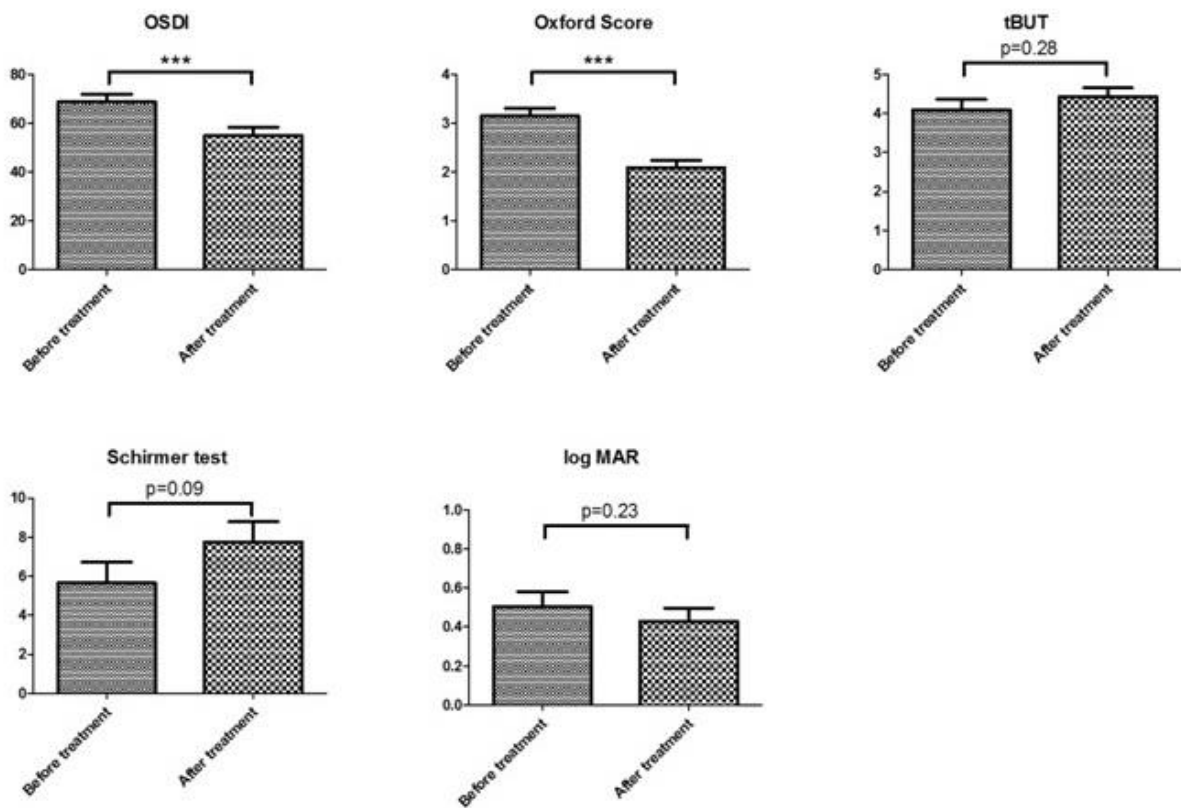 OSDI
***
80
60
40
20
0
Before treatment
After treatment
Oxford Score
***
4
3
2
1
0
Before treatment
After treatment
tBUT
p=0.28
5
4
3
2
1
0
Before treatment
After treatment
Schirmer test
p=0.09
10
8
6
4
2
0
Before treatment
After treatment
log MAR
p=0.23
1.0
0.8
0.6
0.4
0.2
0.0
Before treatment
After treatment